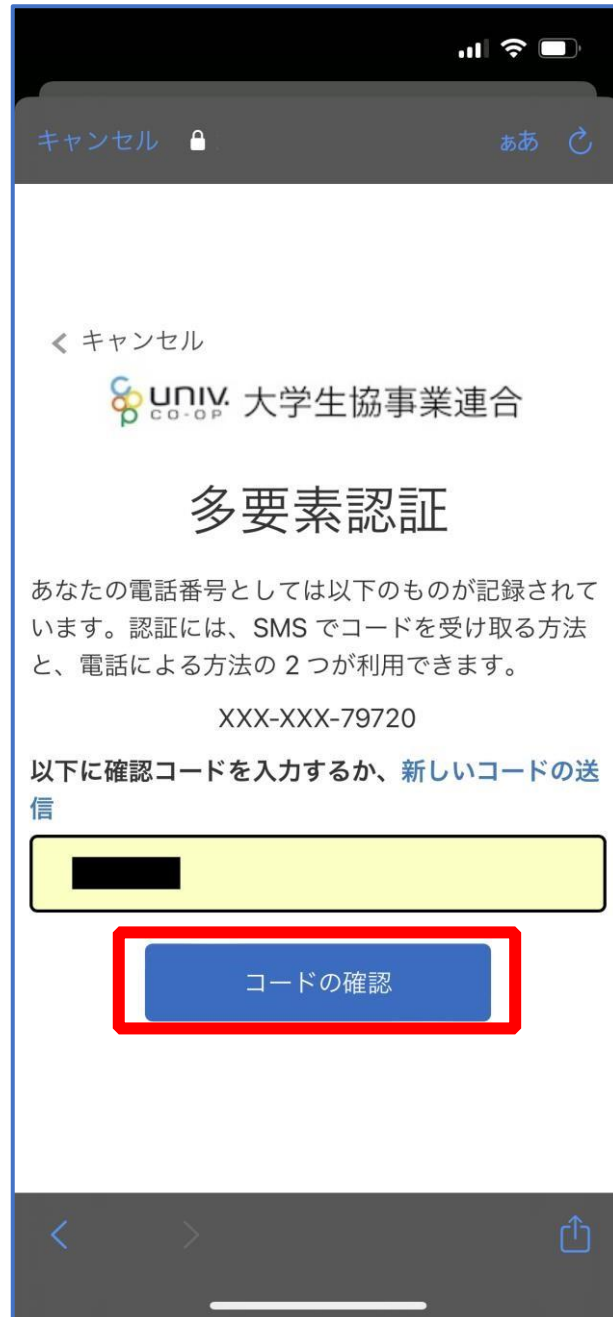 キャンセル
ぁあ
キャンセル
UNIV. CO-OP 大学生協事業連合
多要素認証
あなたの電話番号としては以下のものが記録されて
います。認証には、SMS でコードを受け取る方法
と、電話による方法の 2 つが利用できます。
XXX-XXX-79720
以下に確認コードを入力するか、新しいコードの送
信
コードの確認